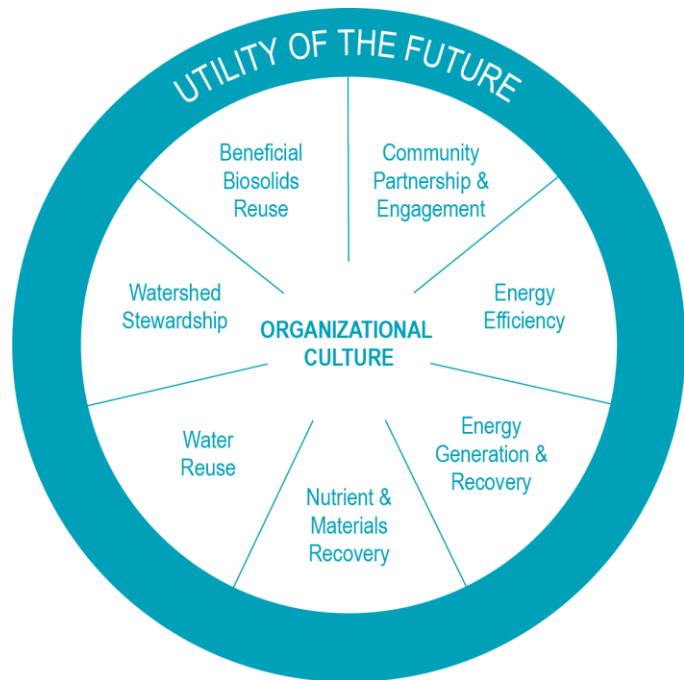 UTILITY OF THE FUTURE
Beneficial
Biosolids
Reuse
Community
Partnership &
Engagement
Energy
Efficiency
Energy
Generation &
Recovery
Nutrient &
Materials
Recovery
Water
Reuse
Watershed
Stewardship
ORGANIZATIONAL
CULTURE